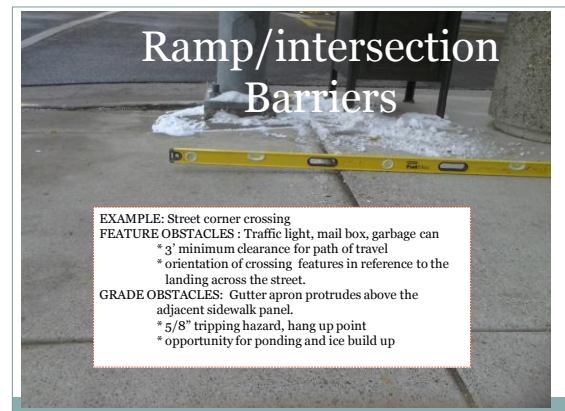 Ramp/intersection
Barriers
EXAMPLE: Street corner crossing
FEATURE OBSTACLES : Traffic light, mail box, garbage can
* 3’ minimum clearance for path of travel
* orientation of crossing features in reference to the
landing across the street.
GRADE OBSTACLES: Gutter apron protrudes above the
adjacent sidewalk panel.
* 5/8” tripping hazard, hang up point
* opportunity for ponding and ice build up